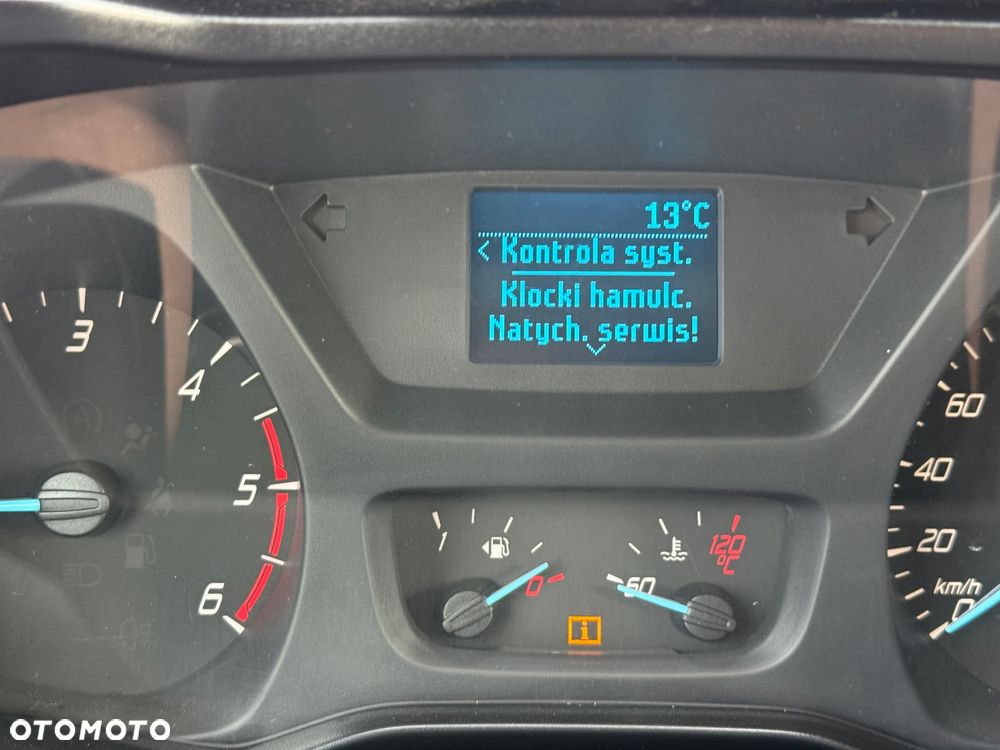 13°C
< Kontrola syst.
Klocki hamulc.
Natych. serwis!
3
4
5
6
1
0
60
120
°C
i
60
40
20
km/h
0
OTOMOTO